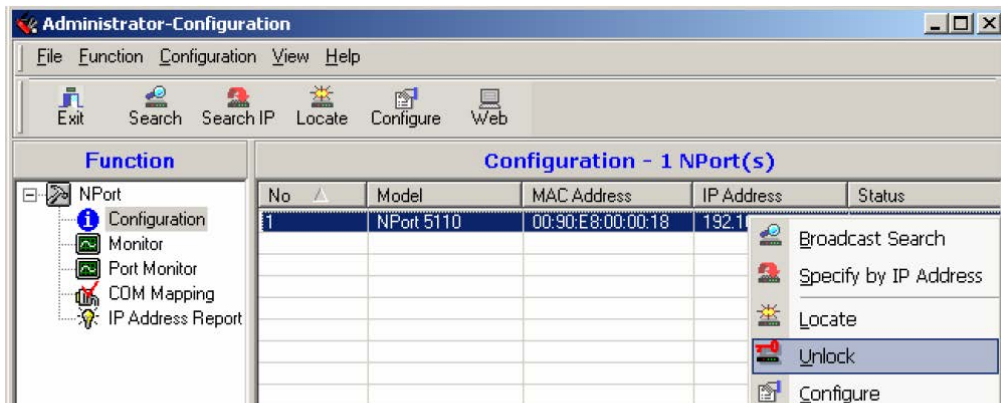 Administrator-Configuration
File Function Configuration View Help
Exit Search Search IP Locate Configure Web
Function
Configuration - 1 NPort(s)
NPort
Configuration
Monitor
Port Monitor
COM Mapping
IP Address Report
No Model MAC Address IP Address Status
1 NPort 5110 00:90:E8:00:00:18
Broadcast Search
Specify by IP Address
Locate
Unlock
Configure